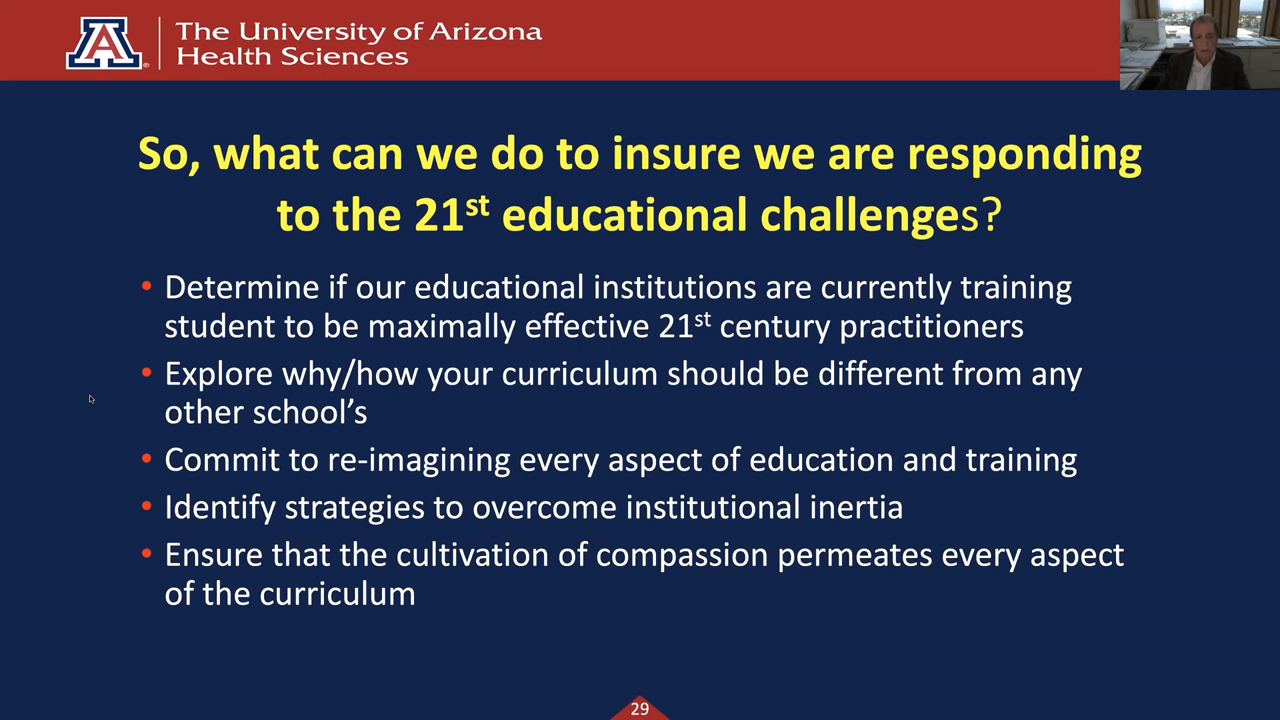 The University of Arizona
Health Sciences
So, what can we do to insure we are responding
to the 21st educational challenges?
• Determine if our educational institutions are currently training
student to be maximally effective 21st century practitioners
• Explore why/how your curriculum should be different from any
other school’s
• Commit to re-imagining every aspect of education and training
• Identify strategies to overcome institutional inertia
• Ensure that the cultivation of compassion permeates every aspect
of the curriculum
29